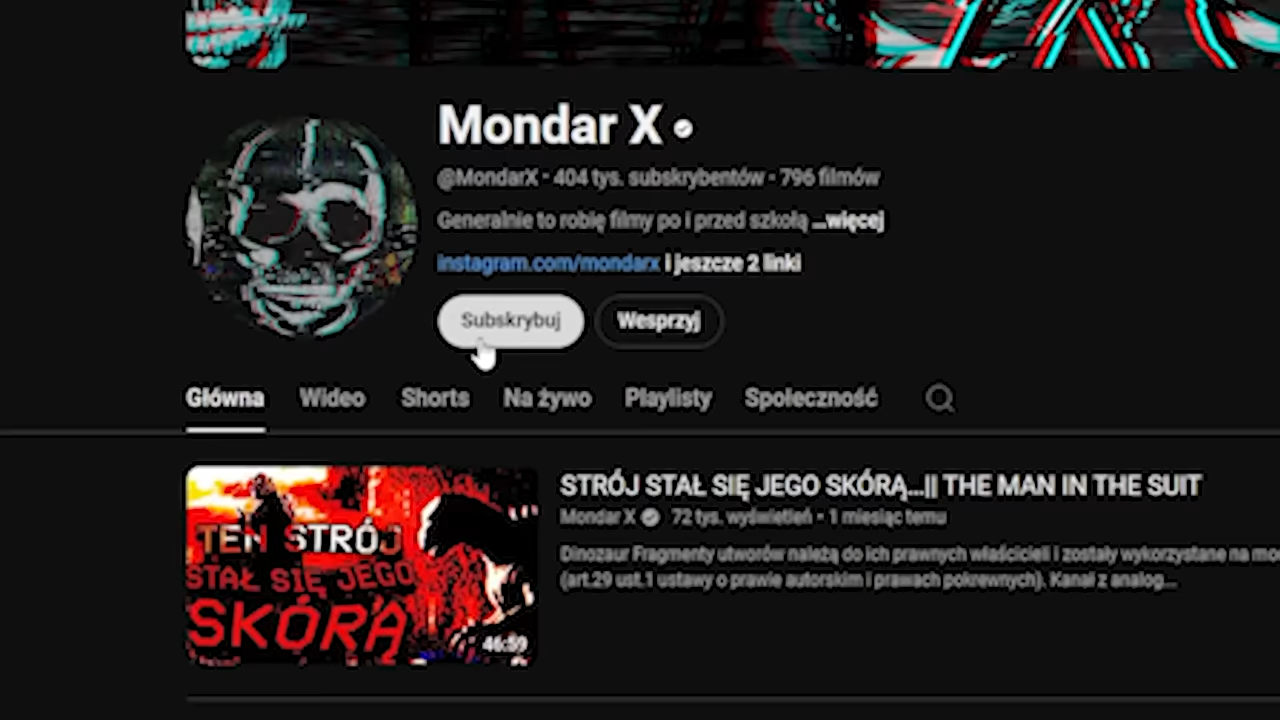 Mondar X
@MondarX • 404 tys. subskrybentów • 796 filmów
Generalnie to robię filmy po i przed szkołą ...więcej
instagram.com/mondarx i jeszcze 2 linki
Subskrybuj Wesprzyj
Główna Wideo Shorts Na żywo Playlisty Społeczność
STRÓJ STAŁ SIĘ JEGO SKÓRĄ...|| THE MAN IN THE SUIT
Mondar X 72 tys. wyświetleń • 1 miesiąc temu
Dinozaur Fragmenty utworów należą do ich prawnych właścicieli i zostały wykorzystane na
(art.29 ust.1 ustawy o prawie autorskim i prawach pokrewnych). Kanał z analog...
TEN STRÓJ
STAŁ SIĘ JEGO
SKÓRĄ
46:59